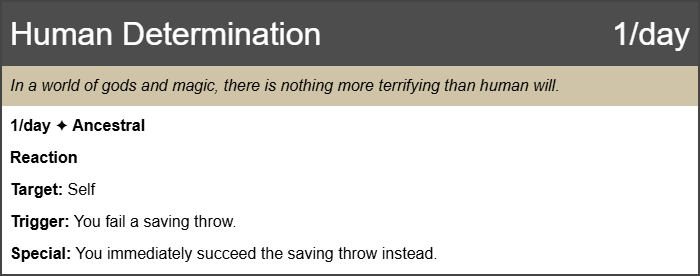 Human Determination 1/day
In a world of gods and magic, there is nothing more terrifying than human will.
1/day ✦ Ancestral
Reaction
Target: Self
Trigger: You fail a saving throw.
Special: You immediately succeed the saving throw instead.